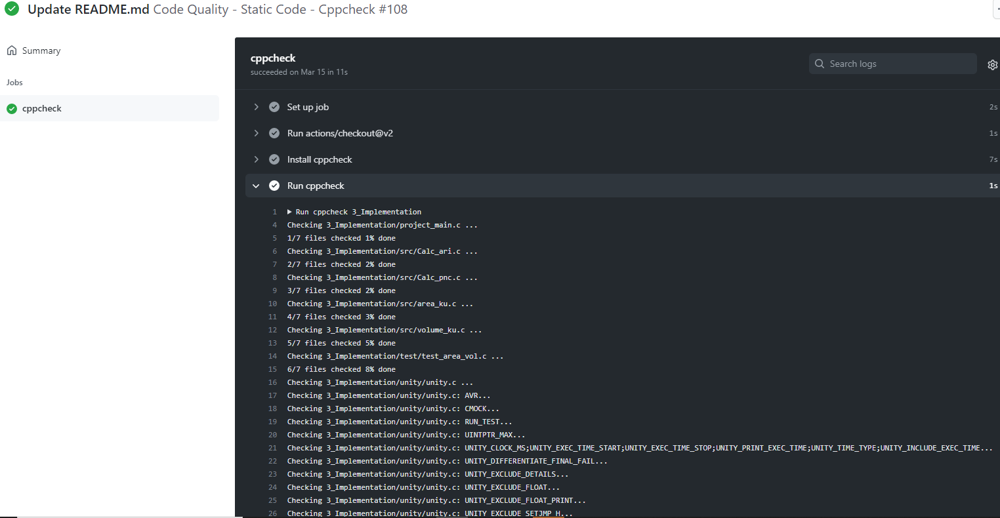 Update README.md Code Quality - Static Code - Cppcheck #108
Summary
Jobs
cppcheck
cppcheck
succeeded on Mar 15 in 11s
Search logs
Set up job 2s
Run actions/checkout@v2 1s
Install cppcheck 7s
Run cppcheck 1s
1 Run cppcheck 3_Implementation
4 Checking 3_Implementation/project_main.c ...
5 1/7 files checked 1% done
6 Checking 3_Implementation/src/Calc_ari.c ...
7 2/7 files checked 2% done
8 Checking 3_Implementation/src/Calc_pnc.c ...
9 3/7 files checked 2% done
10 Checking 3_Implementation/src/area_ku.c ...
11 4/7 files checked 3% done
12 Checking 3_Implementation/src/volume_ku.c ...
13 5/7 files checked 5% done
14 Checking 3_Implementation/test/test_area_vol.c ...
15 6/7 files checked 8% done
16 Checking 3_Implementation/unity/unity.c ...
17 Checking 3_Implementation/unity/unity.c: AVR...
18 Checking 3_Implementation/unity/unity.c: CMOCK...
19 Checking 3_Implementation/unity/unity.c: RUN_TEST...
20 Checking 3_Implementation/unity/unity.c: UINTPTR_MAX...
21 Checking 3_Implementation/unity/unity.c: UNITY_CLOCK_MS;UNITY_EXEC_TIME_START;UNITY_EXEC_TIME_STOP;UNITY_PRINT_EXEC_TIME;UNITY_TIME_TYPE;UNITY_INCLUDE_EXEC_TIME...
22 Checking 3_Implementation/unity/unity.c: UNITY_DIFFERENTIATE_FINAL_FAIL...
23 Checking 3_Implementation/unity/unity.c: UNITY_EXCLUDE_DETAILS...
24 Checking 3_Implementation/unity/unity.c: UNITY_EXCLUDE_FLOAT...
25 Checking 3_Implementation/unity/unity.c: UNITY_EXCLUDE_FLOAT_PRINT...
26 Checking 3_Implementation/unity/unity.c: UNITY_EXCLUDE_SETJMP_H...